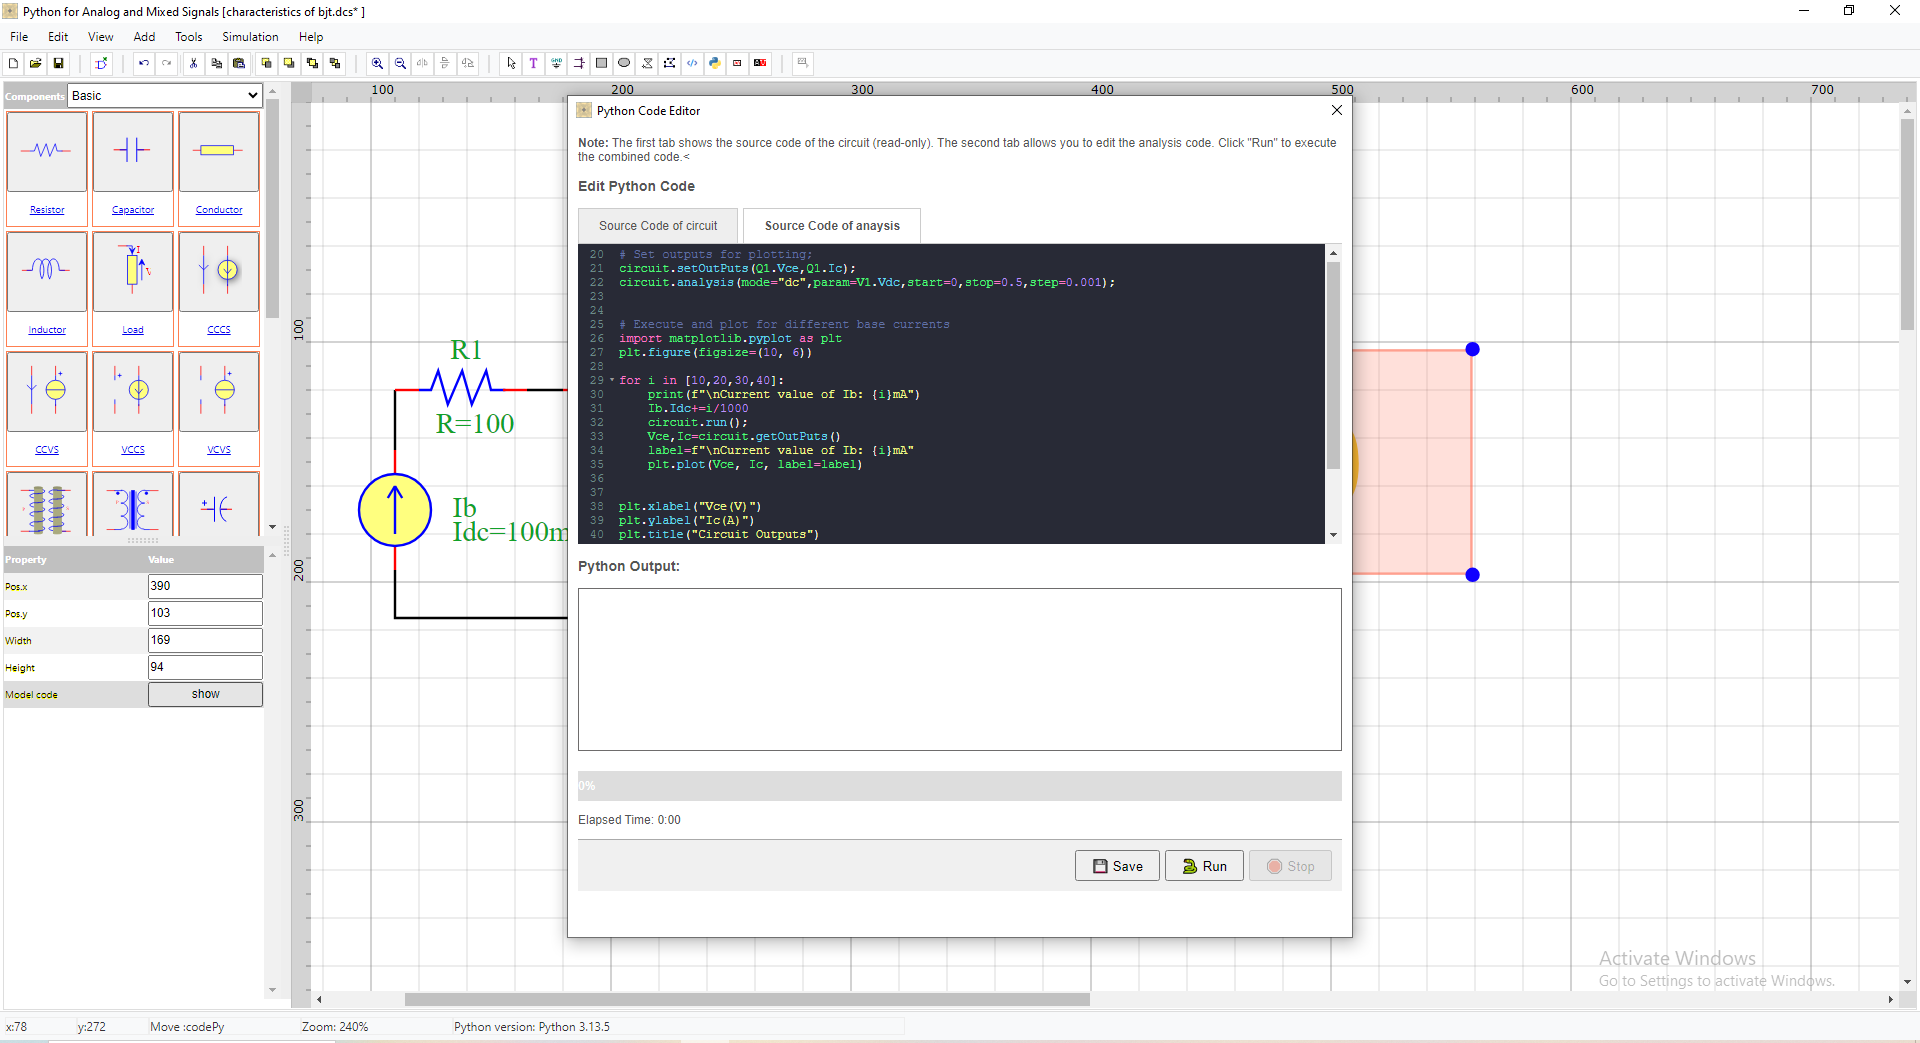 Python for Analog and Mixed Signals [characteristics of bjt.dcs* ]
File Edit View Add Tools Simulation Help
Components Basic
Resistor Capacitor Conductor
Inductor Load CCCS
CCVS VCCS VCVS
Property Value
Pos.x 390
Pos.y 103
Width 169
Height 94
Model code show
100 200 300 400 500 600 700
100
200
300
R1
R=100
Ib
Idc=100m
Python Code Editor
Note: The first tab shows the source code of the circuit (read-only). The second tab allows you to edit the analysis code. Click "Run" to execute
the combined code.<
Edit Python Code
Source Code of circuit Source Code of anaysis
20 # Set outputs for plotting;
21 circuit.setOutPuts(Q1.Vce,Q1.Ic);
22 circuit.analysis(mode="dc",param=V1.Vdc,start=0,stop=0.5,step=0.001);
23
24
25 # Execute and plot for different base currents
26 import matplotlib.pyplot as plt
27 plt.figure(figsize=(10, 6))
28
29 for i in [10,20,30,40]:
30 print(f"\nCurrent value of Ib: {i}mA")
31 Ib.Idc+=i/1000
32 circuit.run();
33 Vce,Ic=circuit.getOutPuts()
34 label=f"\nCurrent value of Ib: {i}mA"
35 plt.plot(Vce, Ic, label=label)
36
37
38 plt.xlabel("Vce(V)")
39 plt.ylabel("Ic(A)")
40 plt.title("Circuit Outputs")
Python Output:
0%
Elapsed Time: 0:00
Save Run Stop
Activate Windows
Go to Settings to activate Windows.
x:78 y:272 Move :codePy Zoom: 240% Python version: Python 3.13.5